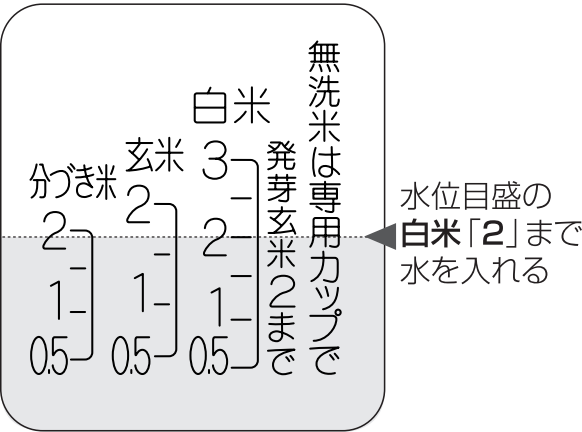 無洗米は専用カップで
発芽玄米2まで
白米
3
2
1
0.5
玄米
2
1
0.5
分づき米
2
1
0.5
水位目盛の
白米「2」まで
水を入れる